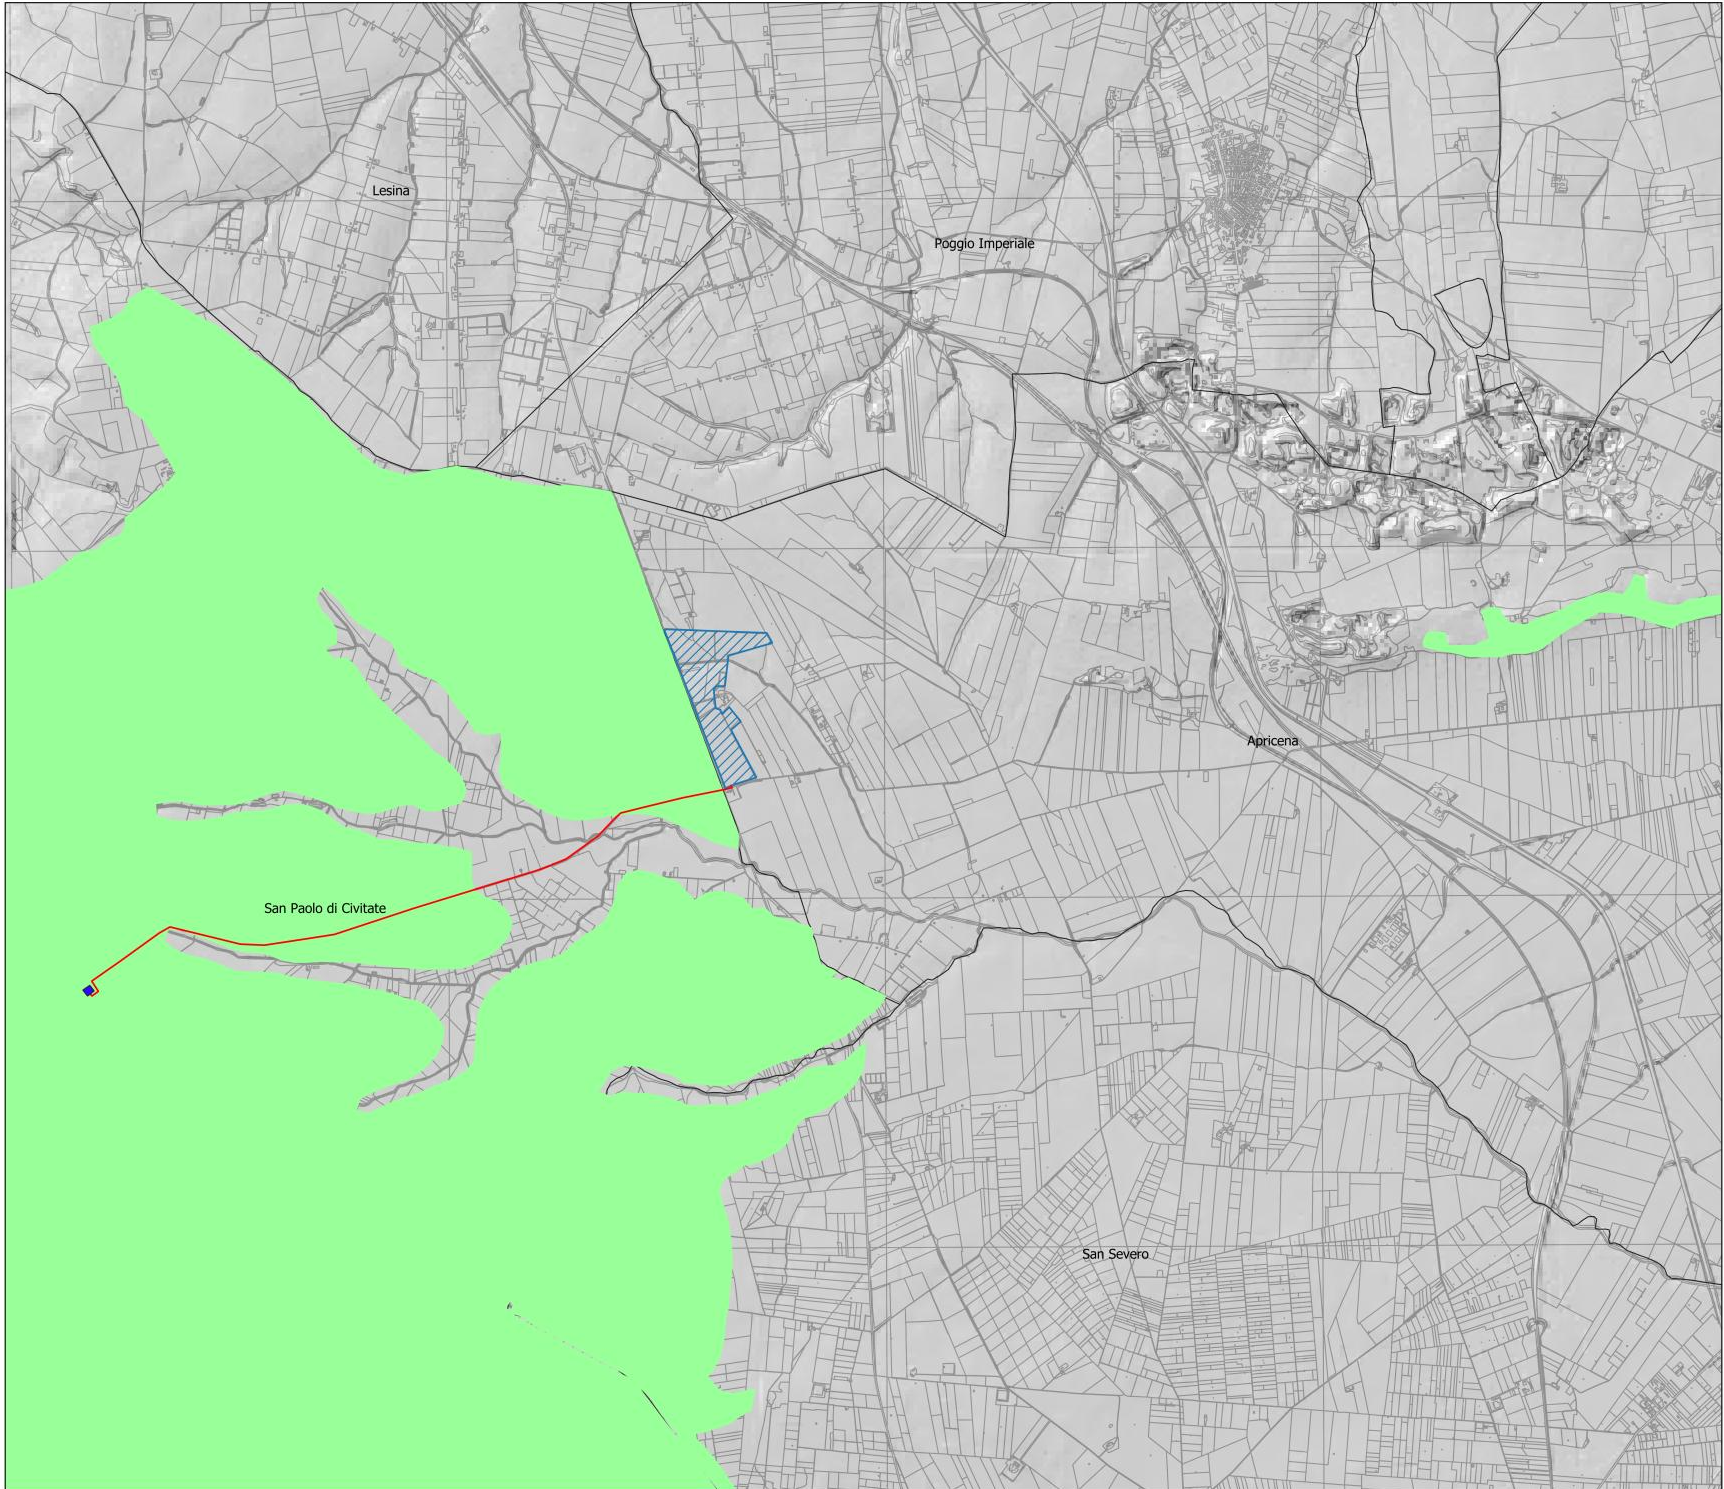 Lesina
Poggio Imperiale
Apricena
San Paolo di Civitate
San Severo